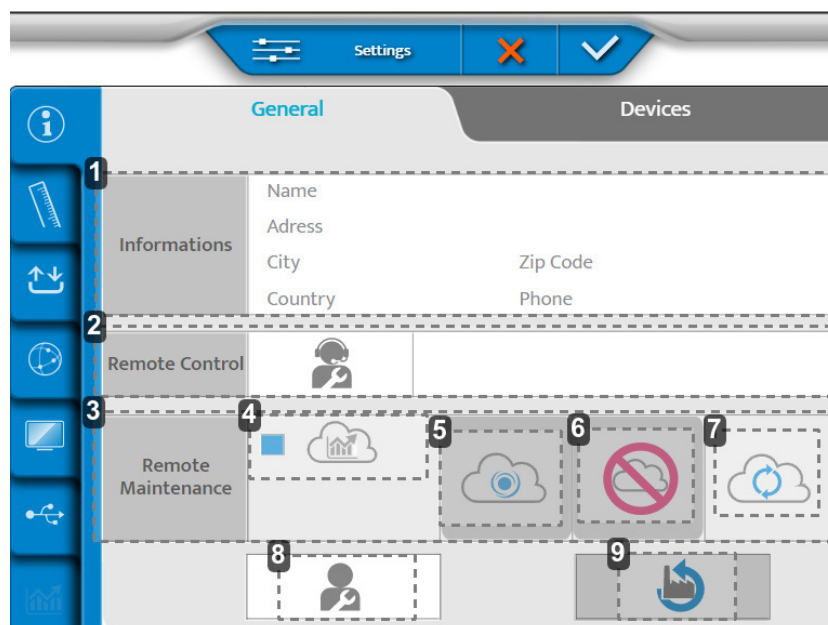 Settings
General
Devices
1
Informations
Name
Adress
City
Zip Code
Country
Phone
2
Remote Control
3
Remote
Maintenance
4
5
6
7
8
9